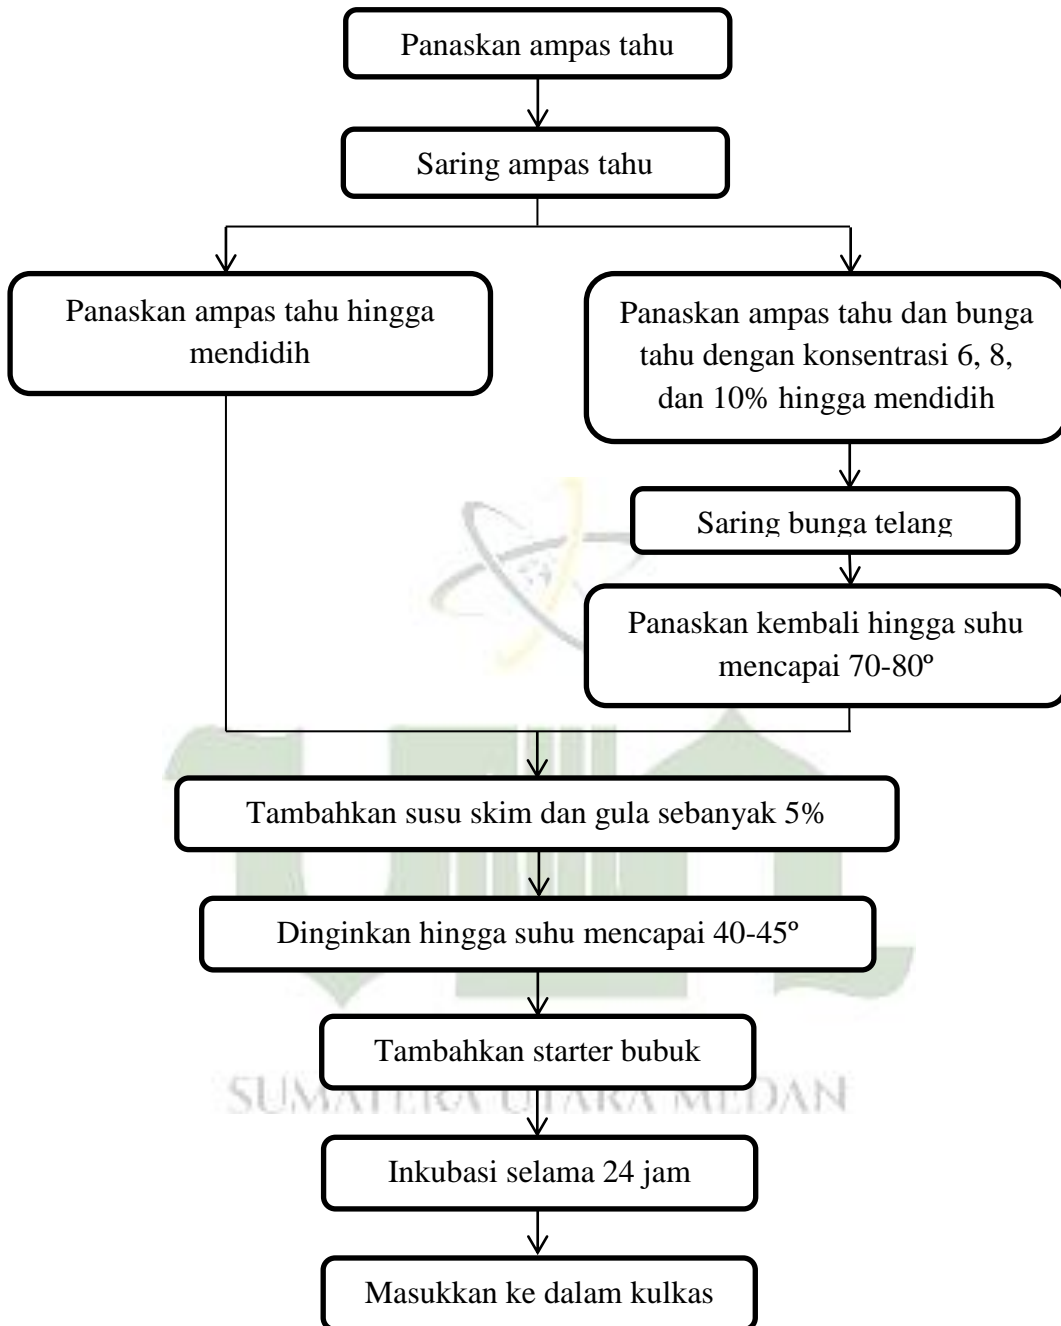 Panaskan ampas tahu
Saring ampas tahu
Panaskan ampas tahu hingga
mendidih
Panaskan ampas tahu dan bunga
tahu dengan konsentrasi 6, 8,
dan 10% hingga mendidih
Saring bunga telang
Panaskan kembali hingga suhu
mencapai 70-80º
Tambahkan susu skim dan gula sebanyak 5%
Dinginkan hingga suhu mencapai 40-45º
Tambahkan starter bubuk
SUMATERA UTARA MEDAN
Inkubasi selama 24 jam
Masukkan ke dalam kulkas